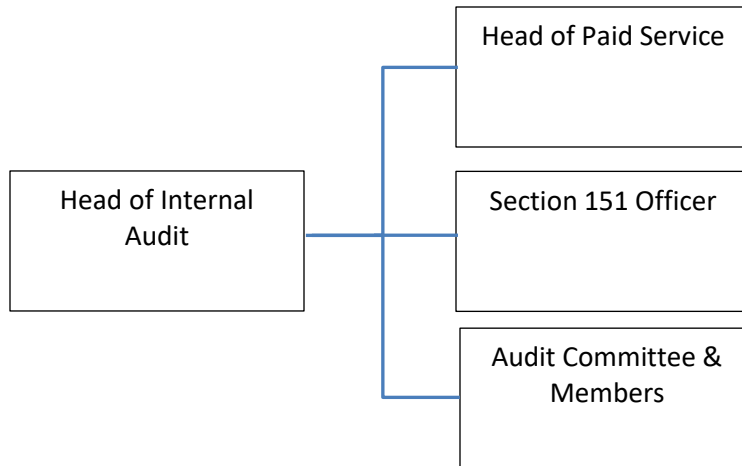 Head of Paid Service
Head of Internal
Audit
Section 151 Officer
Audit Committee &
Members